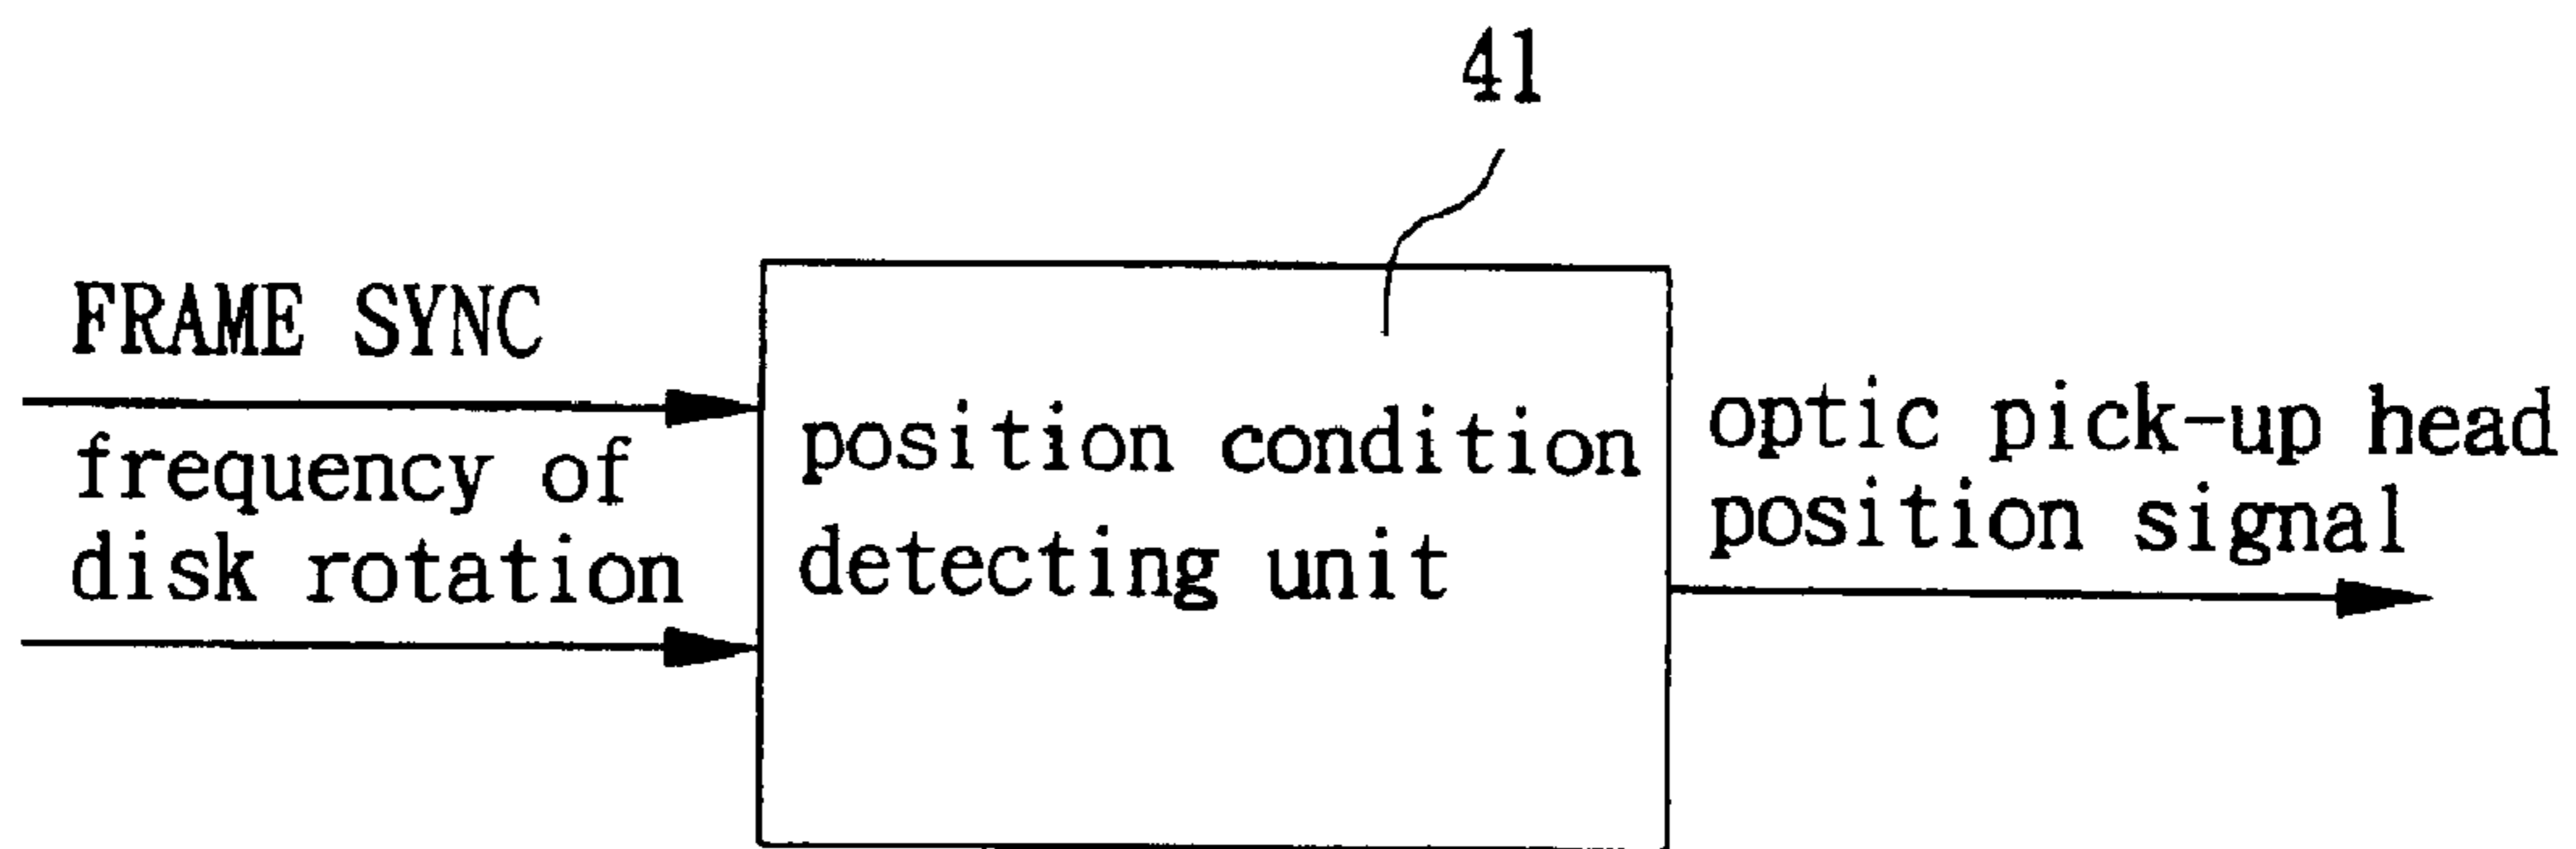 41
FRAME SYNC
frequency of
disk rotation
position condition
detecting unit
optic pick-up head
position signal